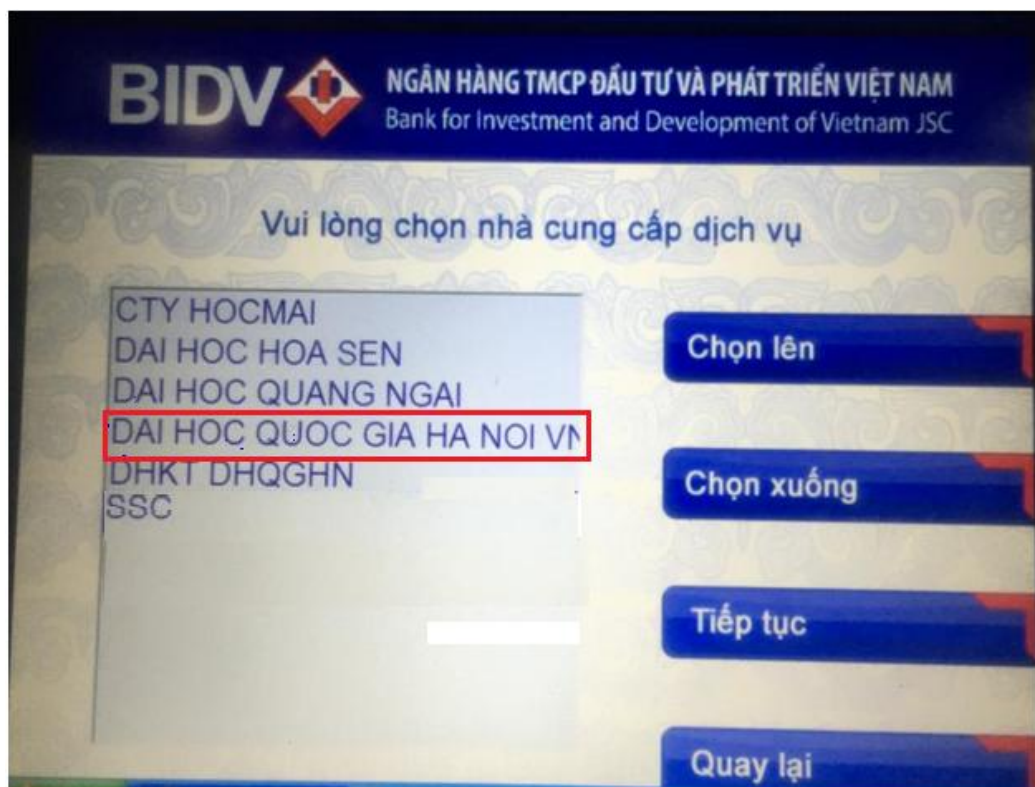 BIDV
NGÂN HÀNG TMCP ĐẦU TƯ VÀ PHÁT TRIỂN VIỆT NAM
Bank for Investment and Development of Vietnam JSC
Vui lòng chọn nhà cung cấp dịch vụ
CTY HOCMAI
DAI HOC HOA SEN
DAI HOC QUANG NGAI
DAI HOC QUOC GIA HA NOI VN
DHKT DHQGHN
SSC
Chọn lên
Chọn xuống
Tiếp tục
Quay lại